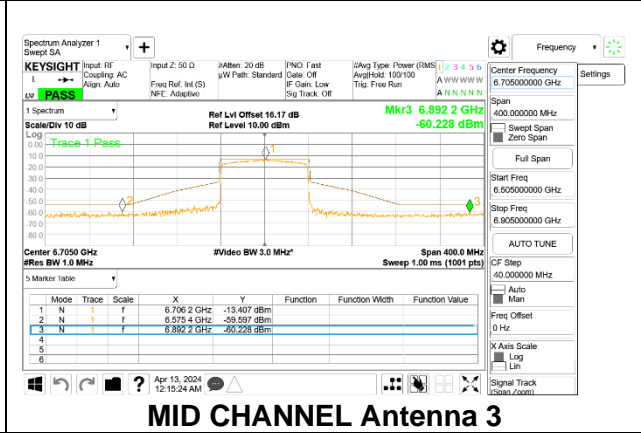 Spectrum Analyzer 1
Swept SA
KEYSIGHT
Input: RF
Coupling: AC
Align: Auto
Input Z: 50 Ω
Freq Ref: Int (S)
NFE: Adaptive
#Atten: 20 dB
µW Path: Standard
PNO: Fast
Gate: Off
IF Gain: Low
Sig Track: Off
#Avg Type: Power (RMS
Avg|Hold: 100/100
Trig: Free Run
1 2 3 4 5 6
A W W W W W
A N N N N N
PASS
1 Spectrum
Scale/Div 10 dB
Ref Lvl Offset 16.17 dB
Ref Level 10.00 dBm
Mkr3 6.892 2 GHz
-60.228 dBm
Log
Trace 1 Pass
0.00
-10.0
-20.0
-30.0
-40.0
-50.0
-60.0
-70.0
-80.0
1
2
3
Center 6.7050 GHz
#Res BW 1.0 MHz
#Video BW 3.0 MHz*
Span 400.0 MHz
Sweep 1.00 ms (1001 pts)
5 Marker Table
Mode Trace Scale X Y Function Function Width Function Value
1 N 1 f 6.706 2 GHz -13.407 dBm
2 N 1 f 6.575 4 GHz -59.597 dBm
3 N 1 f 6.892 2 GHz -60.228 dBm
4
5
6
Apr 13, 2024
12:15:24 AM
Frequency
Settings
Center Frequency
6.705000000 GHz
Span
400.000000 MHz
Swept Span
Zero Span
Full Span
Start Freq
6.505000000 GHz
Stop Freq
6.905000000 GHz
AUTO TUNE
CF Step
40.000000 MHz
Auto
Man
Freq Offset
0 Hz
X Axis Scale
Log
Lin
Signal Track
(Span Zoom)
MID CHANNEL Antenna 3